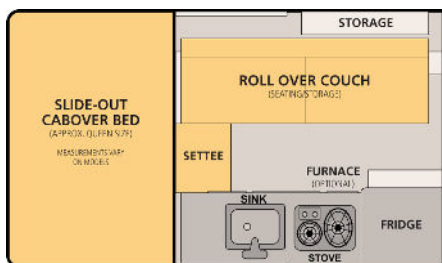 STORAGE
ROLL OVER COUCH
(SEATING/STORAGE)
SLIDE-OUT
CABOVER BED
(APPROX. QUEEN SIZE)
MEASUREMENTS VARY
ON MODELS
SETTEE
FURNACE
(OPTIONAL)
SINK
STOVE
FRIDGE